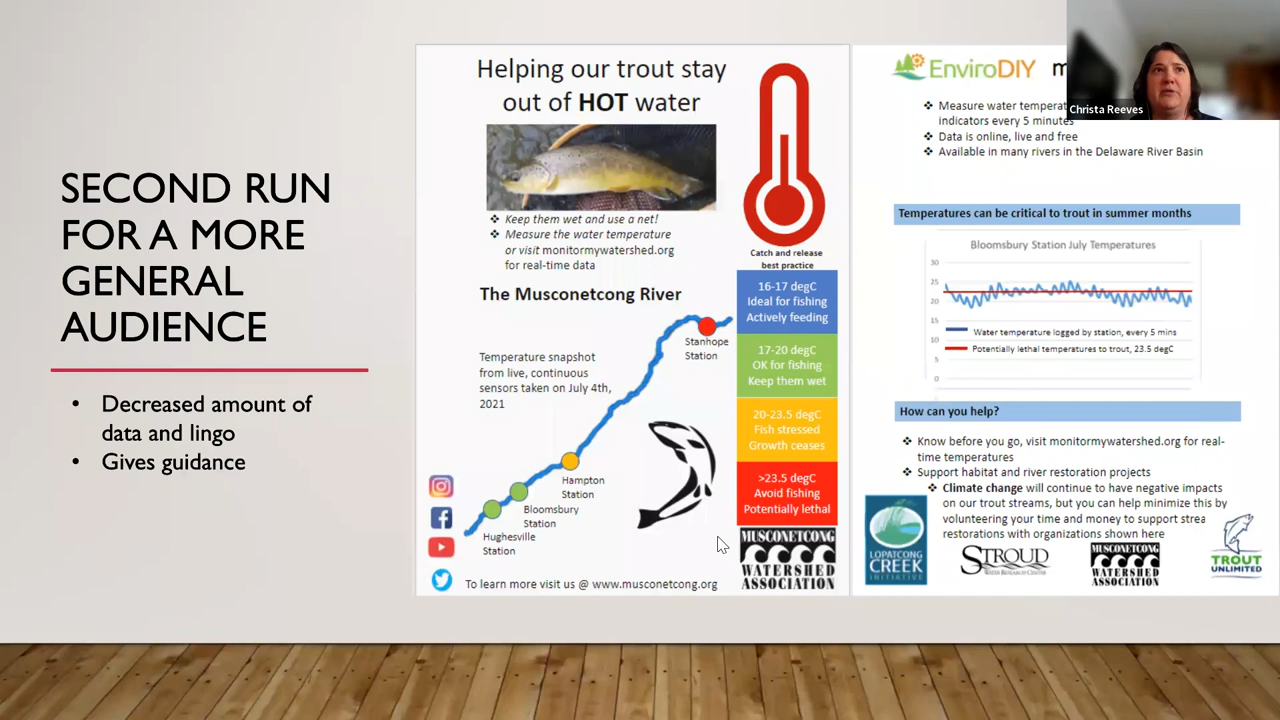 SECOND RUN
FOR A MORE
GENERAL
AUDIENCE
• Decreased amount of
data and lingo
• Gives guidance
Helping our trout stay
out of HOT water
❖ Keep them wet and use a net!
❖ Measure the water temperature
or visit monitormywatershed.org
for real-time data
Catch and release
best practice
16-17 degC
Ideal for fishing
Actively feeding
17-20 degC
OK for fishing
Keep them wet
20-23.5 degC
Fish stressed
Growth ceases
>23.5 degC
Avoid fishing
Potentially lethal
The Musconetcong River
Temperature snapshot
from live, continuous
sensors taken on July 4th,
2021
Stanhope
Station
Hampton
Station
Bloomsbury
Station
Hughesville
Station
MUSCONETCONG
WATERSHED
ASSOCIATION
To learn more visit us @ www.musconetcong.org
EnviroDIY
Christa Reeves
❖ Measure water
indicators every 5 minutes
❖ Data is online, live and free
❖ Available in many rivers in the Delaware River Basin
Temperatures can be critical to trout in summer months
Bloomsbury Station July Temperatures
30
25
20
15
10
5
0
Water temperature logged by station, every 5 mins
Potentially lethal temperatures to trout, 23.5 degC
How can you help?
❖ Know before you go, visit monitormywatershed.org for real-
time temperatures
❖ Support habitat and river restoration projects
❖ Climate change will continue to have negative impacts
on our trout streams, but you can help minimize this by
volunteering your time and money to support strea
restorations with organizations shown here
LOPATCONG
CREEK
INITIATIVE
STROUD
WATER RESEARCH CENTER
MUSCONETCONG
WATERSHED
ASSOCIATION
TROUT
UNLIMITED